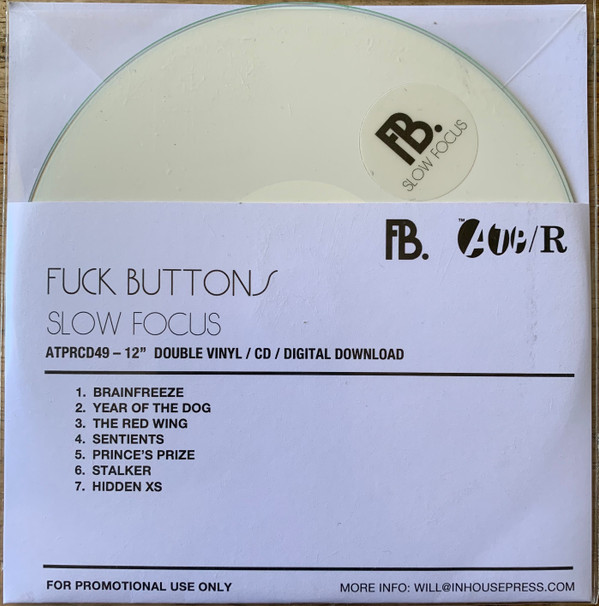 FB.
SLOW FOCUS
FB. ™ ATP/R
FUCK BUTTONS
SLOW FOCUS
ATPRCD49 – 12” DOUBLE VINYL / CD / DIGITAL DOWNLOAD
1. BRAINFREEZE
2. YEAR OF THE DOG
3. THE RED WING
4. SENTIENTS
5. PRINCE'S PRIZE
6. STALKER
7. HIDDEN XS
FOR PROMOTIONAL USE ONLY MORE INFO: WILL@INHOUSEPRESS.COM